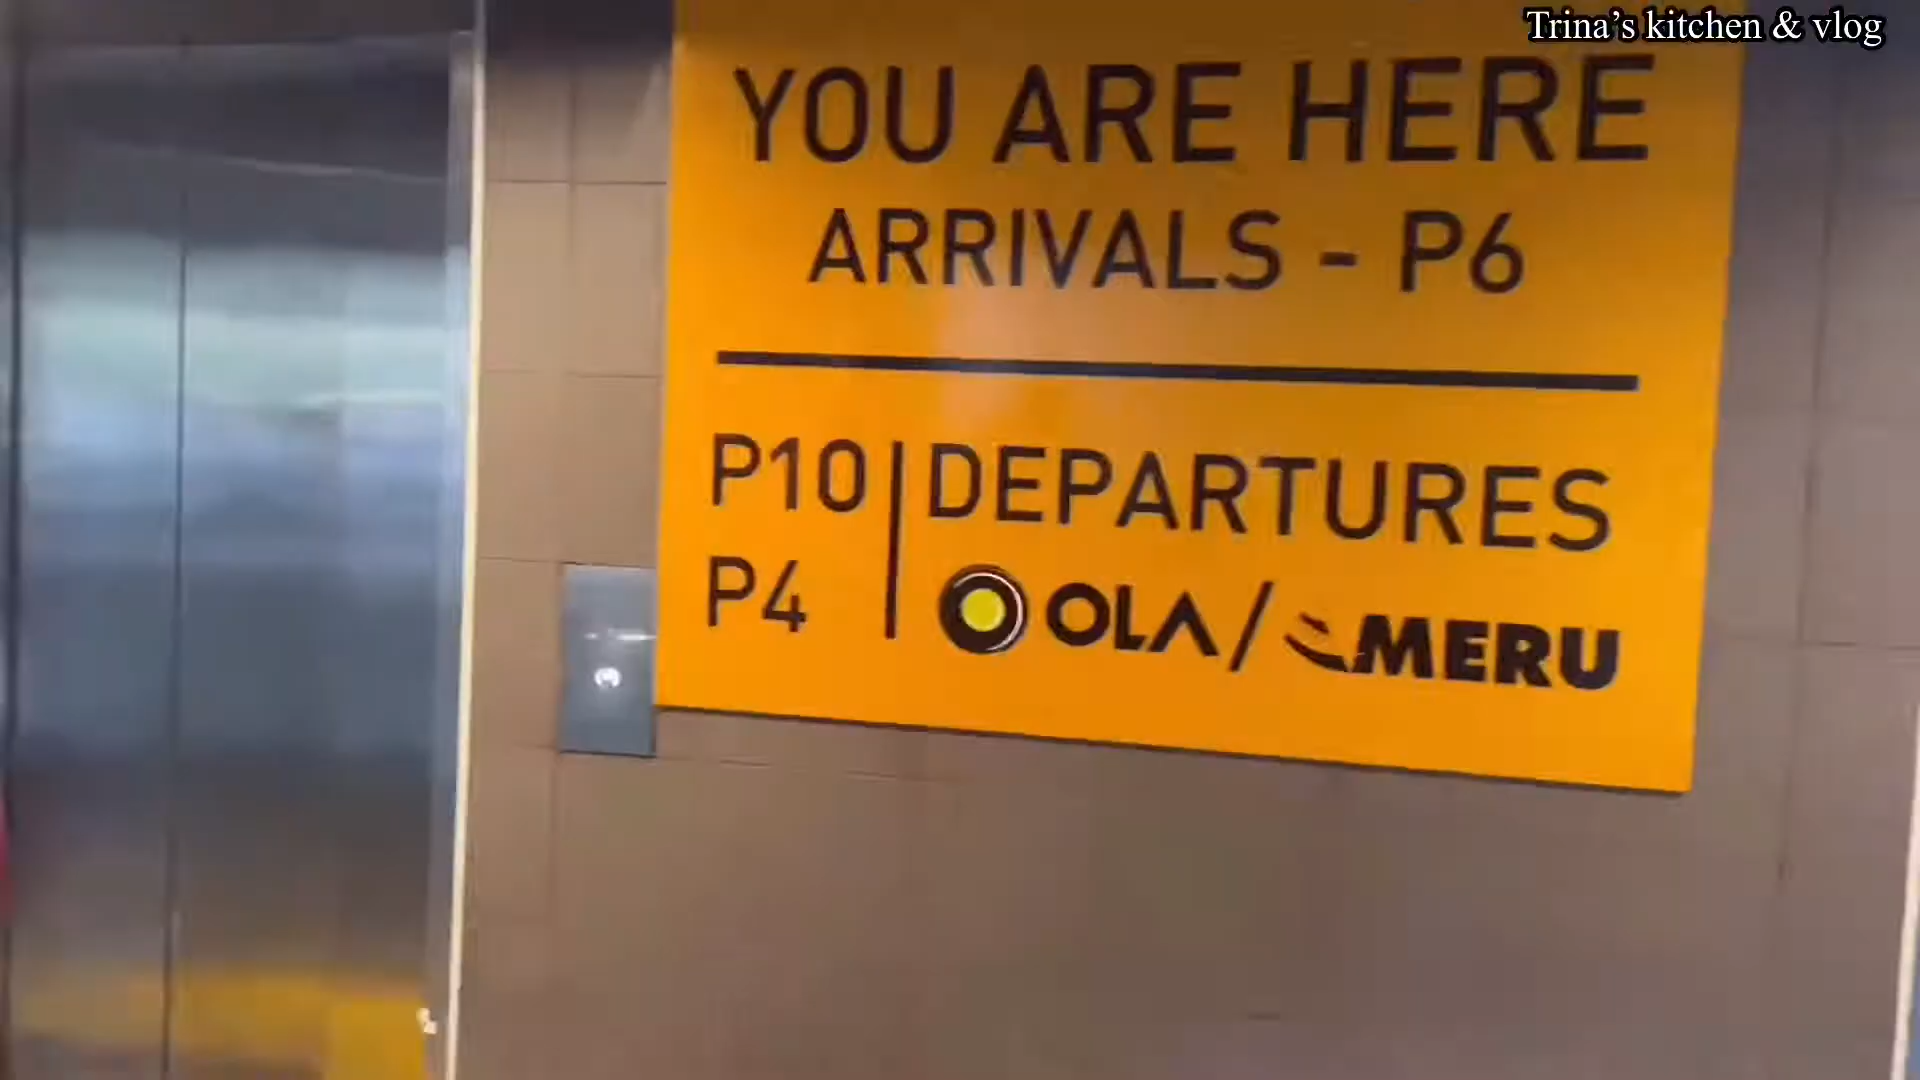 Trina’s kitchen & vlog
YOU ARE HERE
ARRIVALS - P6
P10 DEPARTURES
P4 OLA/MERU